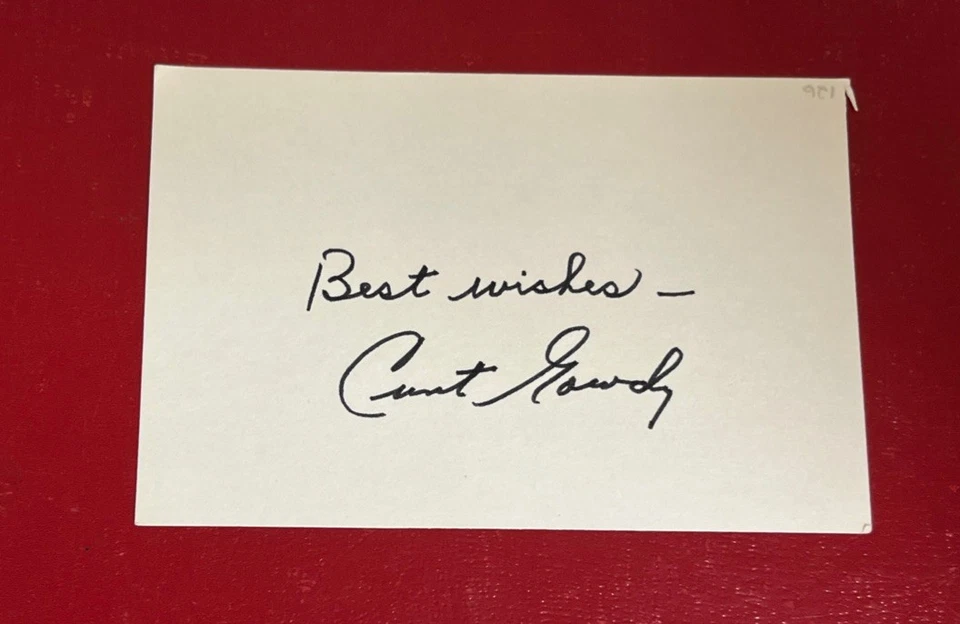 Best wishes –
Curt Gowdy